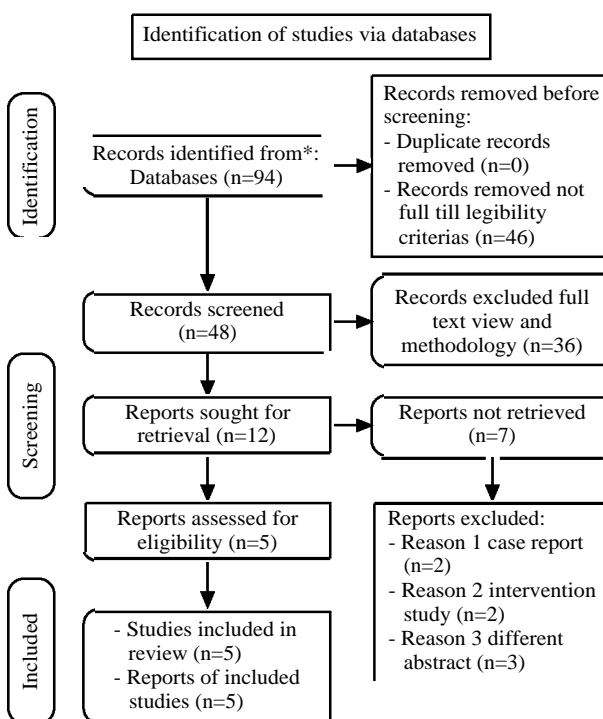 Identification of studies via databases
Identification
Records identified from*:
Databases (n=94)
Records removed before
screening:
- Duplicate records
removed (n=0)
- Records removed not
full till legibility
criterias (n=46)
Screening
Records screened
(n=48)
Records excluded full
text view and
methodology (n=36)
Reports sought for
retrieval (n=12)
Reports not retrieved
(n=7)
Reports assessed for
eligibility (n=5)
Reports excluded:
- Reason 1 case report
(n=2)
- Reason 2 intervention
study (n=2)
- Reason 3 different
abstract (n=3)
Included
- Studies included in
review (n=5)
- Reports of included
studies (n=5)